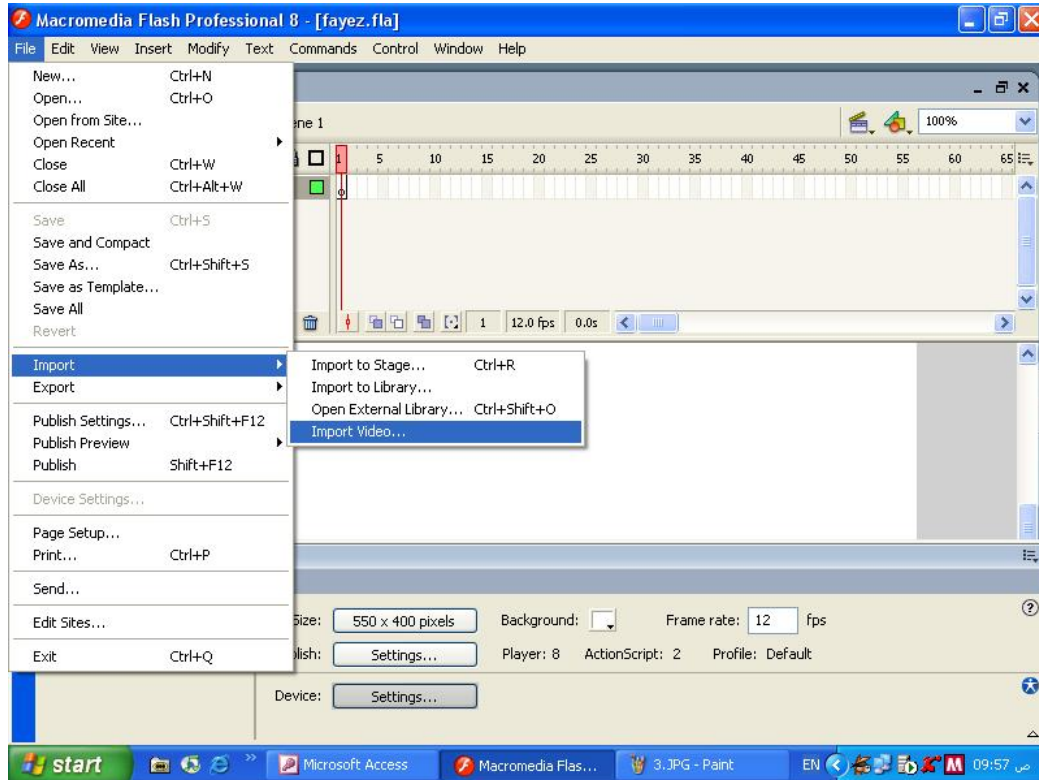 Macromedia Flash Professional 8 - [fayez.fla]
File Edit View Insert Modify Text Commands Control Window Help
New... Ctrl+N
Open... Ctrl+O
Open from Site...
Open Recent
Close Ctrl+W
Close All Ctrl+Alt+W
Save Ctrl+S
Save and Compact
Save As... Ctrl+Shift+S
Save as Template...
Save All
Revert
Import
Export
Publish Settings... Ctrl+Shift+F12
Publish Preview
Publish Shift+F12
Device Settings...
Page Setup...
Print... Ctrl+P
Send...
Edit Sites...
Exit Ctrl+Q
Import to Stage... Ctrl+R
Import to Library...
Open External Library... Ctrl+Shift+O
Import Video...
1 100%
1 5 10 15 20 25 30 35 40 45 50 55 60 65
1 12.0 fps 0.0s
Size: 550 x 400 pixels Background: Frame rate: 12 fps
Settings... Player: 8 ActionScript: 2 Profile: Default
Device: Settings...
start Microsoft Access Macromedia Flas... 3.JPG - Paint EN 09:57 ص